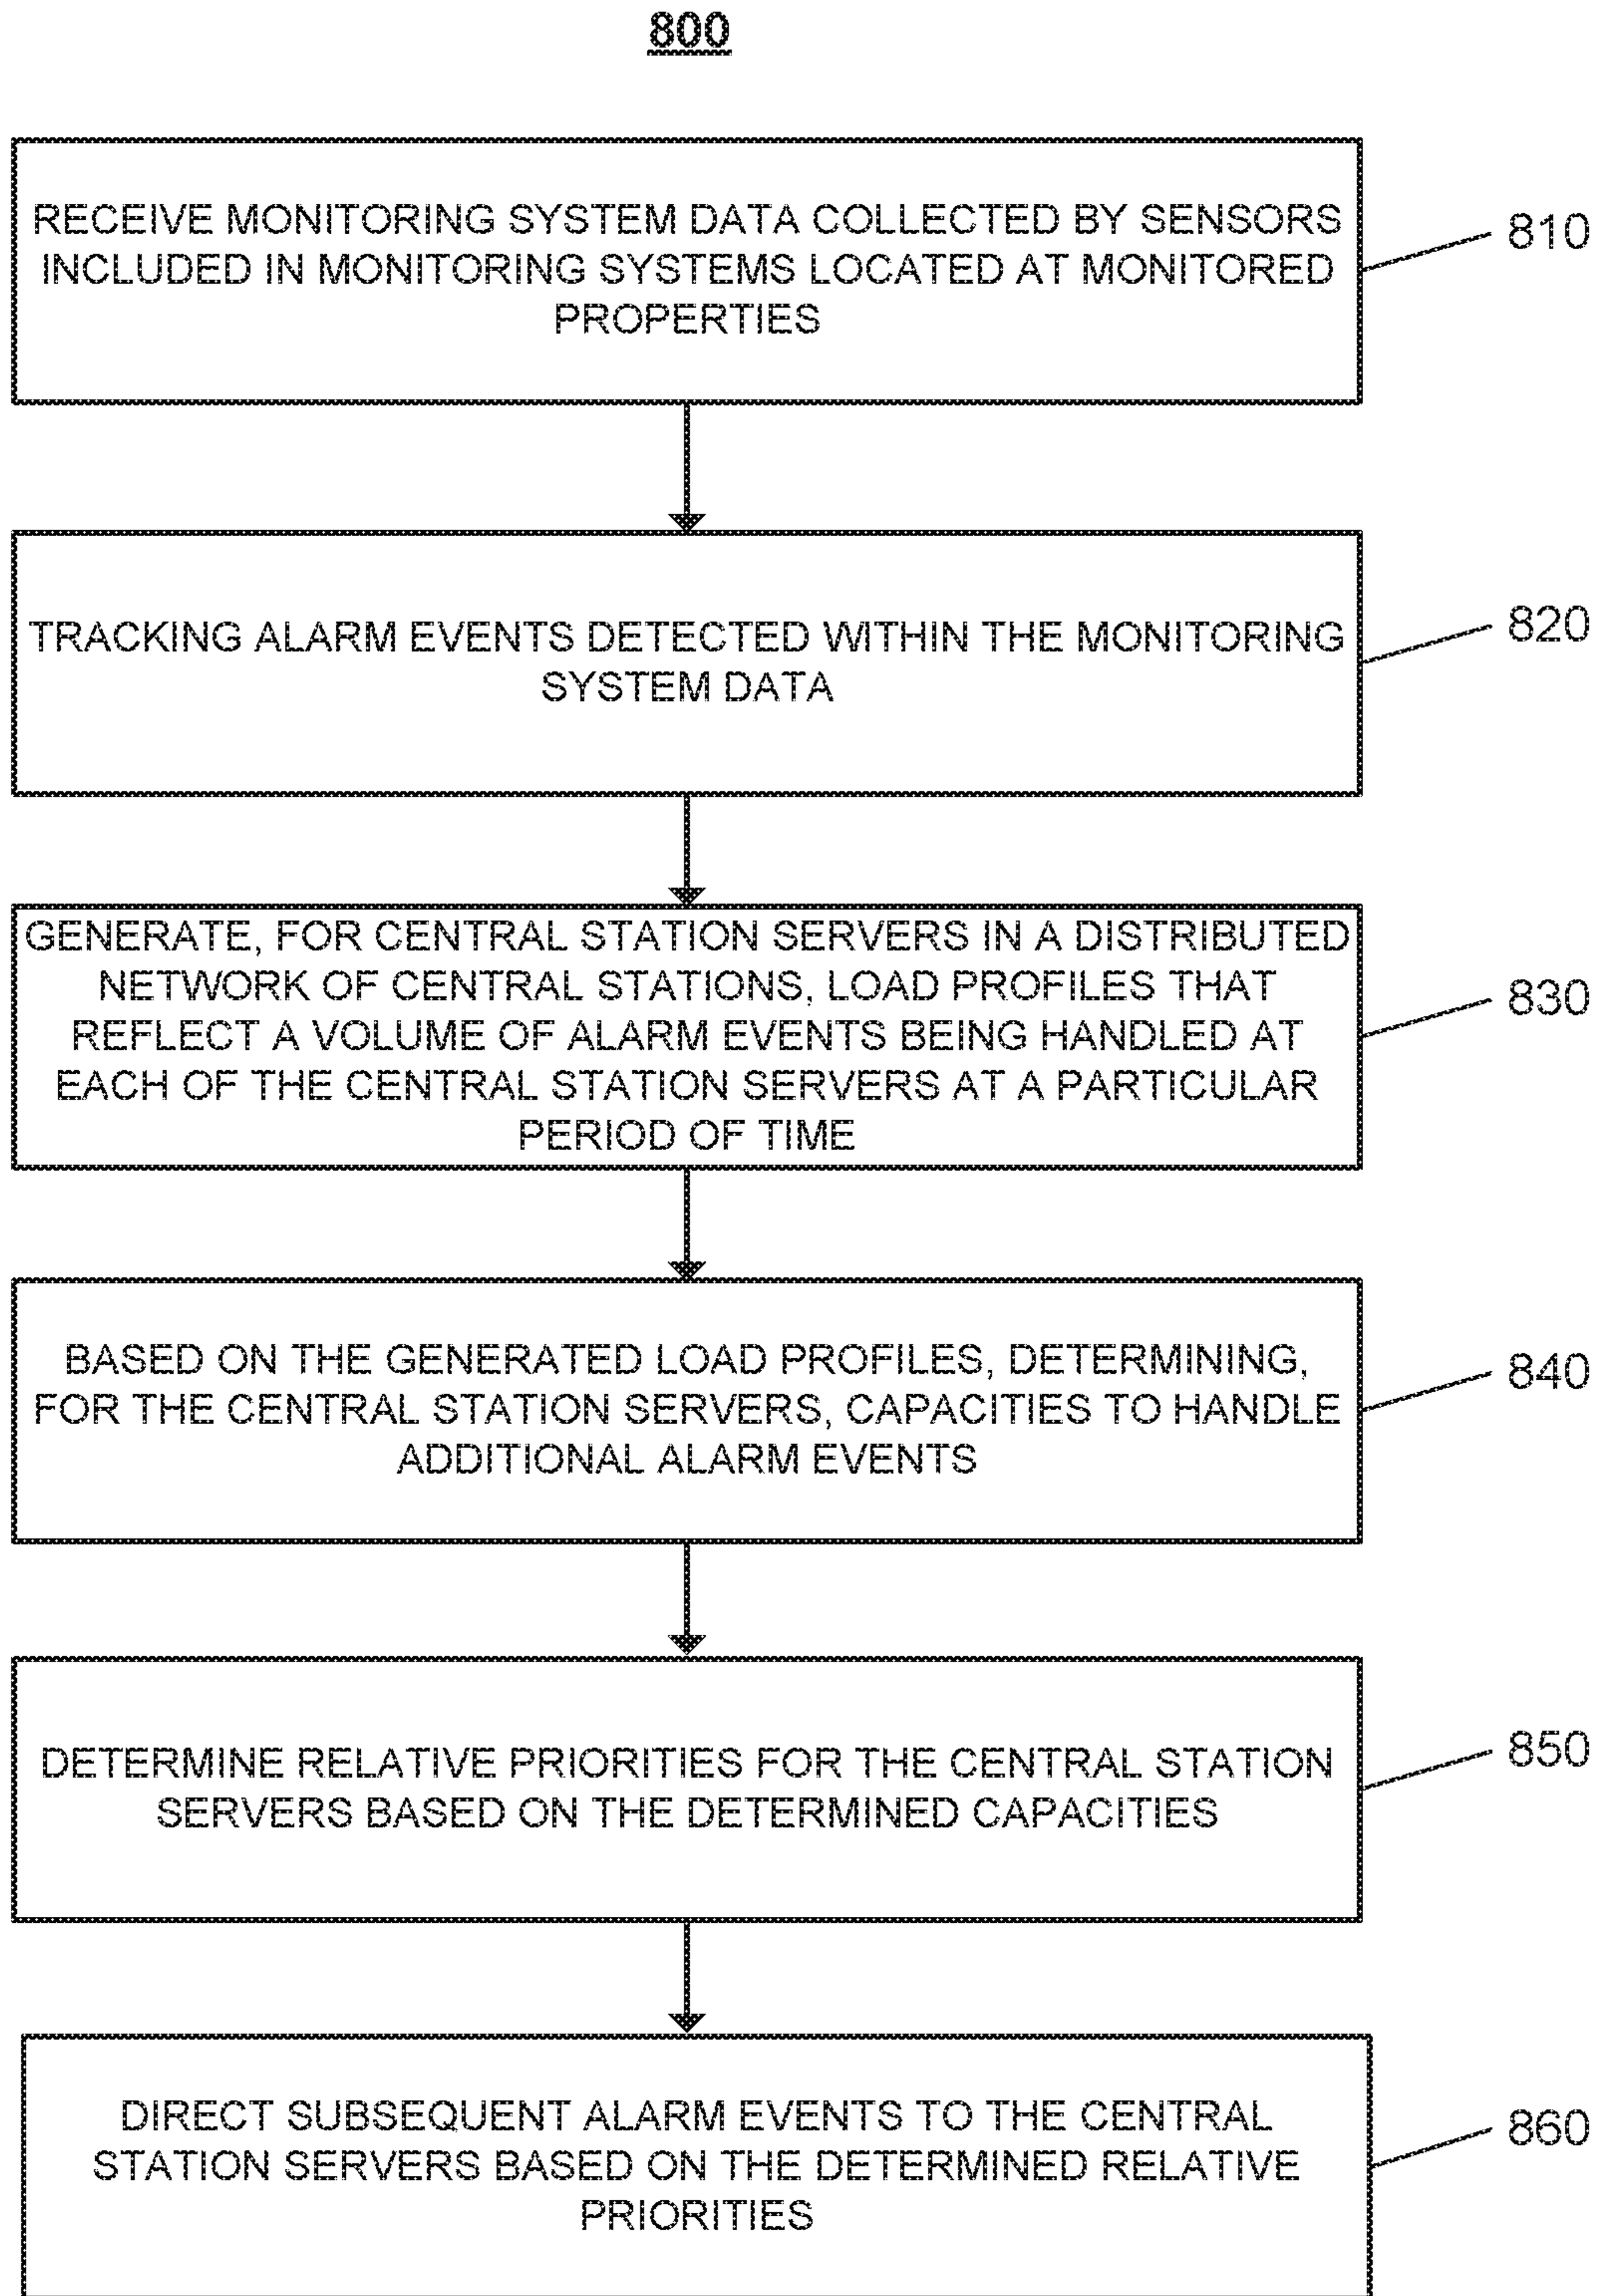 800
RECEIVE MONITORING SYSTEM DATA COLLECTED BY SENSORS
INCLUDED IN MONITORING SYSTEMS LOCATED AT MONITORED
PROPERTIES
810
TRACKING ALARM EVENTS DETECTED WITHIN THE MONITORING
SYSTEM DATA
820
GENERATE, FOR CENTRAL STATION SERVERS IN A DISTRIBUTED
NETWORK OF CENTRAL STATIONS, LOAD PROFILES THAT
REFLECT A VOLUME OF ALARM EVENTS BEING HANDLED AT
EACH OF THE CENTRAL STATION SERVERS AT A PARTICULAR
PERIOD OF TIME
830
BASED ON THE GENERATED LOAD PROFILES, DETERMINING,
FOR THE CENTRAL STATION SERVERS, CAPACITIES TO HANDLE
ADDITIONAL ALARM EVENTS
840
DETERMINE RELATIVE PRIORITIES FOR THE CENTRAL STATION
SERVERS BASED ON THE DETERMINED CAPACITIES
850
DIRECT SUBSEQUENT ALARM EVENTS TO THE CENTRAL
STATION SERVERS BASED ON THE DETERMINED RELATIVE
PRIORITIES
860